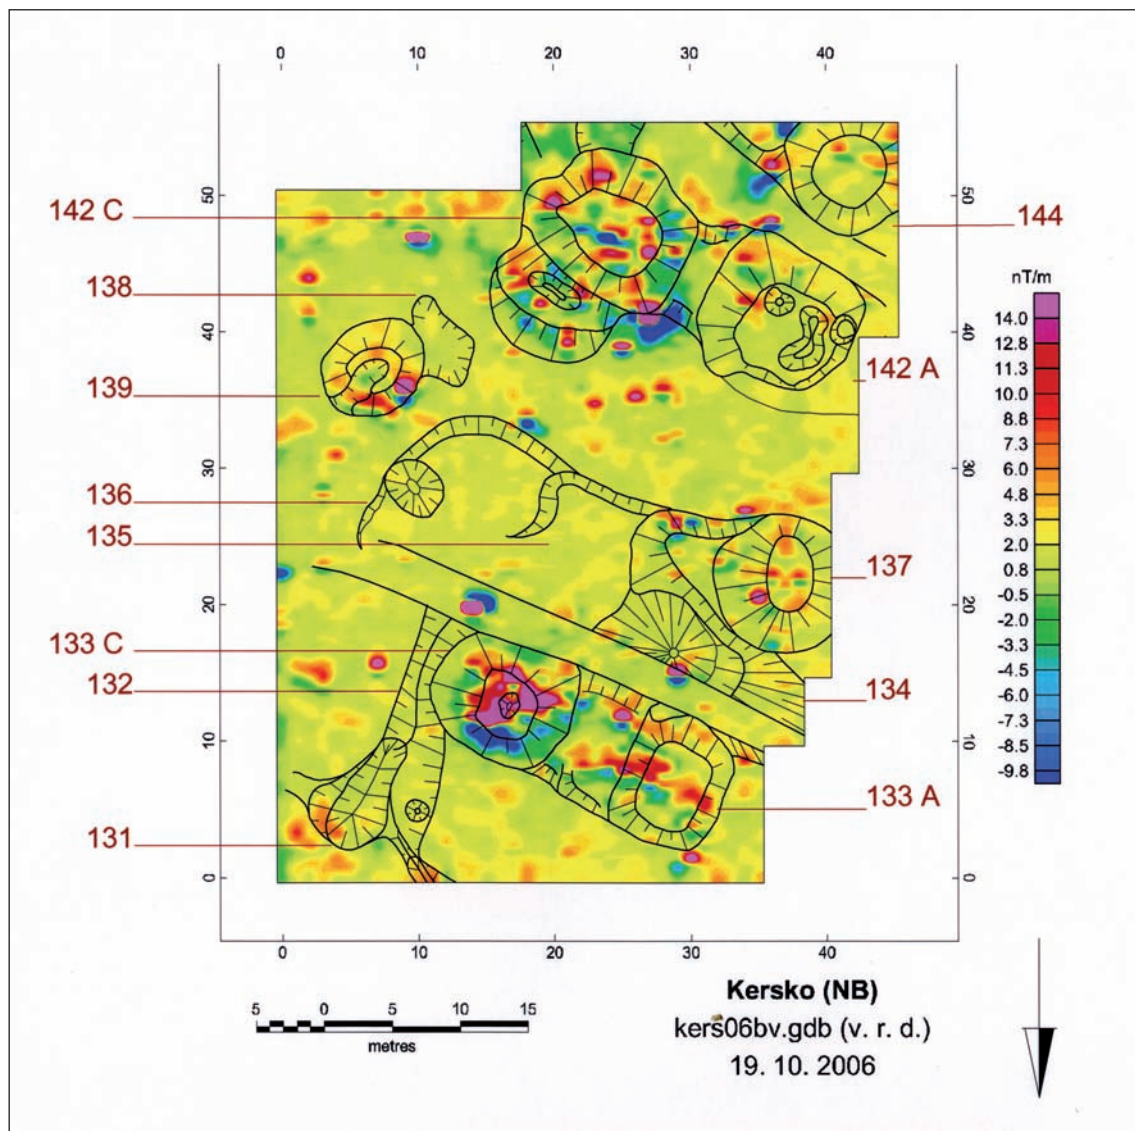 0 10 20 30 40
50 50
142 C 144
nT/m
138 14.0
40 40 12.8
142 A 11.3
139 10.0
8.8
7.3
30 30 6.0
136 4.8
3.3
135 2.0
137 0.8
20 20 -0.5
-2.0
133 C -3.3
132 134 -4.5
-6.0
-7.3
10 10 -8.5
-9.8
133 A
131
0 0
0 10 20 30 40
Kersko (NB)
5 0 5 10 15
kers06bv.gdb (v. r. d.)
metres
19. 10. 2006